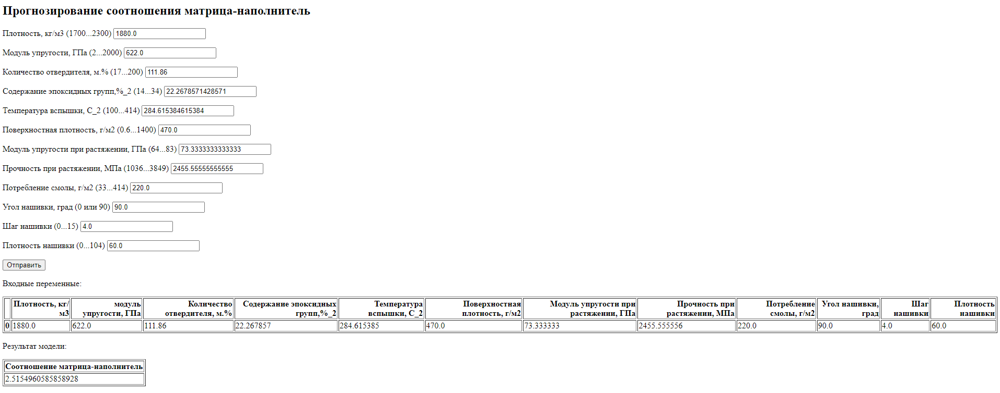 Прогнозирование соотношения матрица-наполнитель
Плотность, кг/м3 (1700...2300) 1880.0
Модуль упругости, ГПа (2...2000) 622.0
Количество отвердителя, м.% (17...200) 111.86
Содержание эпоксидных групп,%_2 (14...34) 22.2678571428571
Температура вспышки, С_2 (100...414) 284.615384615384
Поверхностная плотность, г/м2 (0.6...1400) 470.0
Модуль упругости при растяжении, ГПа (64...83) 73.3333333333333
Прочность при растяжении, МПа (1036...3849) 2455.55555555555
Потребление смолы, г/м2 (33...414) 220.0
Угол нашивки, град (0 или 90) 90.0
Шаг нашивки (0...15) 4.0
Плотность нашивки (0...104) 60.0
Отправить
Входные переменные:
Плотность, кг/ модуль Количество Содержание эпоксидных Температура Поверхностная Модуль упругости при Прочность при Потребление Угол нашивки, Шаг Плотность
м3 упругости, ГПа отвердителя, м.% групп,%_2 вспышки, С_2 плотность, г/м2 растяжении, ГПа растяжении, МПа смолы, г/м2 град нашивки нашивки
0 1880.0 622.0 111.86 22.267857 284.615385 470.0 73.333333 2455.555556 220.0 90.0 4.0 60.0
Результат модели:
Соотношение матрица-наполнитель
2.5154960585858928